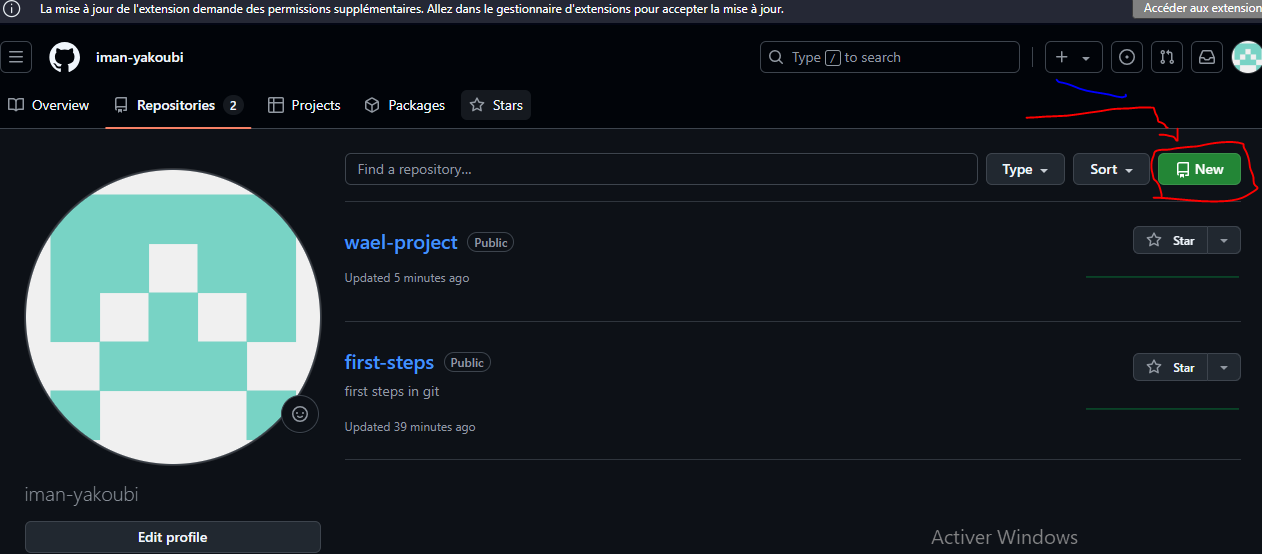 La mise à jour de l'extension demande des permissions supplémentaires. Allez dans le gestionnaire d'extensions pour accepter la mise à jour.
Accéder aux extension
iman-yakoubi
Type / to search
Overview
Repositories 2
Projects
Packages
Stars
Find a repository...
Type
Sort
New
wael-project Public
Star
Updated 5 minutes ago
first-steps Public
Star
first steps in git
Updated 39 minutes ago
iman-yakoubi
Edit profile
Activer Windows